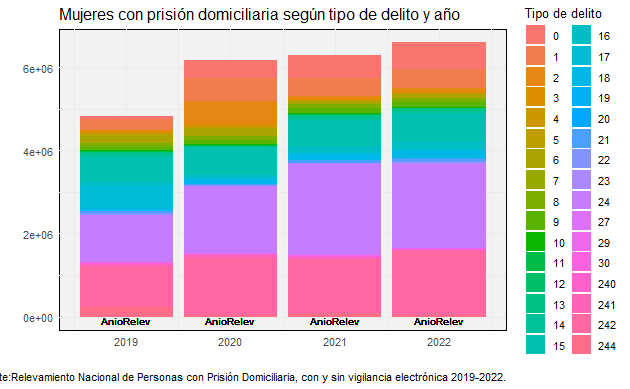 Mujeres con prisión domiciliaria según tipo de delito y año
6e+06
4e+06
2e+06
0e+00
AnioRelev AnioRelev AnioRelev AnioRelev
2019 2020 2021 2022
Tipo de delito
0 16
1 17
2 18
3 19
4 20
5 21
6 22
7 23
8 24
9 27
10 29
11 30
12 240
13 241
14 242
15 244
te:Relevamiento Nacional de Personas con Prisión Domiciliaria, con y sin vigilancia electrónica 2019-2022.